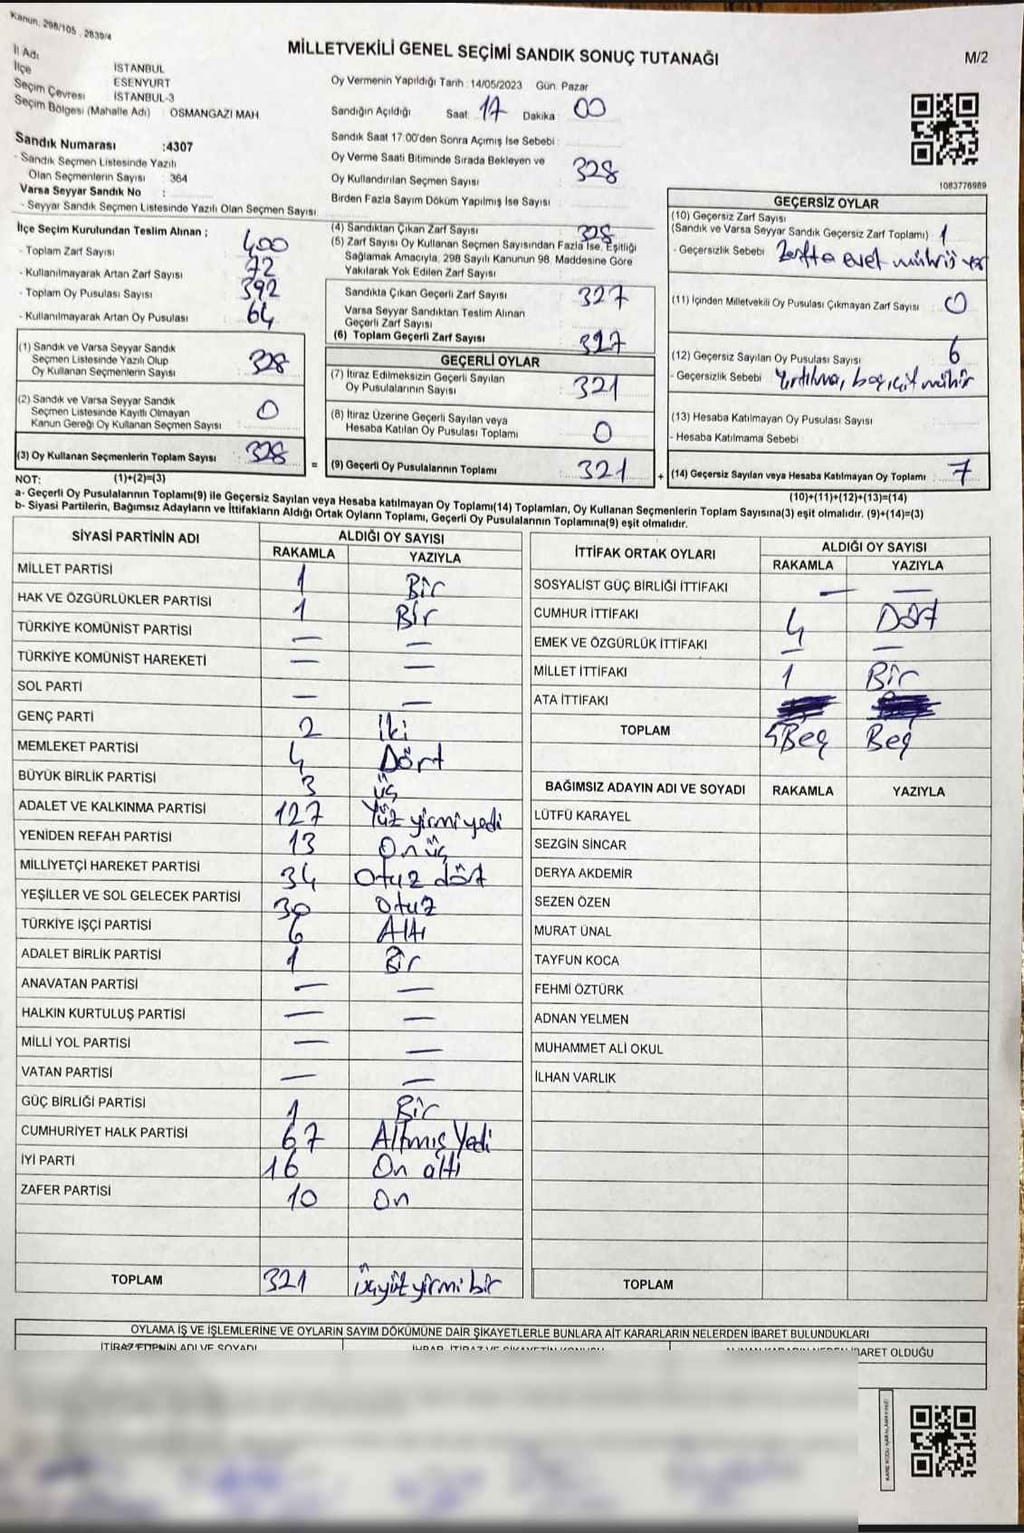 Kanun, 298/105 , 2839/4
MİLLETVEKİLİ GENEL SEÇİMİ SANDIK SONUÇ TUTANAĞI
M/2
İl Adı İSTANBUL
İlçe ESENYURT
Seçim Çevresi İSTANBUL-3
Seçim Bölgesi (Mahalle Adı) : OSMANGAZİ MAH
Sandık Numarası :4307
- Sandık Seçmen Listesinde Yazılı
Olan Seçmenlerin Sayısı : 364
Varsa Seyyar Sandık No :
- Seyyar Sandık Seçmen Listesinde Yazılı Olan Seçmen Sayısı
Oy Vermenin Yapıldığı Tarih : 14/05/2023 Gün: Pazar
Sandığın Açıldığı Saat 17 Dakika 00
Sandık Saat 17:00'den Sonra Açımış İse Sebebi :
Oy Verme Saati Bitiminde Sırada Bekleyen ve
Oy Kullandırılan Seçmen Sayısı 328
Birden Fazla Sayım Döküm Yapılmış İse Sayısı
1083776989
İlçe Seçim Kurulundan Teslim Alınan ;
- Toplam Zarf Sayısı 400
- Kullanılmayarak Artan Zarf Sayısı 72
- Toplam Oy Pusulası Sayısı 392
- Kullanılmayarak Artan Oy Pusulası 64
(1) Sandık ve Varsa Seyyar Sandık
Seçmen Listesinde Yazılı Olup
Oy Kullanan Seçmenlerin Sayısı 328
(2) Sandık ve Varsa Seyyar Sandık
Seçmen Listesinde Kayıtlı Olmayan
Kanun Gereği Oy Kullanan Seçmen Sayısı : 0
(3) Oy Kullanan Seçmenlerin Toplam Sayısı : 328
(4) Sandıktan Çıkan Zarf Sayısı 328
(5) Zarf Sayısı Oy Kullanan Seçmen Sayısından Fazla İse, Eşitliği
Sağlamak Amacıyla, 298 Sayılı Kanunun 98. Maddesine Göre
Yakılarak Yok Edilen Zarf Sayısı
Sandıkta Çıkan Geçerli Zarf Sayısı 327
Varsa Seyyar Sandıktan Teslim Alınan
Geçerli Zarf Sayısı
(6) Toplam Geçerli Zarf Sayısı 327
GEÇERLİ OYLAR
(7) İtiraz Edilmeksizin Geçerli Sayılan
Oy Pusulalarının Sayısı 321
(8) İtiraz Üzerine Geçerli Sayılan veya
Hesaba Katılan Oy Pusulası Toplamı 0
= (9) Geçerli Oy Pusulalarının Toplamı 321
GEÇERSİZ OYLAR
(10) Geçersiz Zarf Sayısı
(Sandık ve Varsa Seyyar Sandık Geçersiz Zarf Toplamı) 1
- Geçersizlik Sebebi Zarfta evet mührü var
(11) İçinden Milletvekili Oy Pusulası Çıkmayan Zarf Sayısı 0
(12) Geçersiz Sayılan Oy Pusulası Sayısı 6
- Geçersizlik Sebebi Yırtılma, mühür
(13) Hesaba Katılmayan Oy Pusulası Sayısı
- Hesaba Katılmama Sebebi
+ (14) Geçersiz Sayılan veya Hesaba Katılmayan Oy Toplamı 7
NOT: (1)+(2)=(3)
(10)+(11)+(12)+(13)=(14)
a- Geçerli Oy Pusulalarının Toplamı(9) ile Geçersiz Sayılan veya Hesaba katılmayan Oy Toplamı(14) Toplamları, Oy Kullanan Seçmenlerin Toplam Sayısına(3) eşit olmalıdır. (9)+(14)=(3)
b- Siyasi Partilerin, Bağımsız Adayların ve İttifakların Aldığı Ortak Oyların Toplamı, Geçerli Oy Pusulalarının Toplamına(9) eşit olmalıdır.
SİYASİ PARTİNİN ADI ALDIĞI OY SAYISI
RAKAMLA YAZIYLA
MİLLET PARTİSİ 1 Bir
HAK VE ÖZGÜRLÜKLER PARTİSİ 1 Bir
TÜRKİYE KOMÜNİST PARTİSİ — —
TÜRKİYE KOMÜNİST HAREKETİ — —
SOL PARTİ — —
GENÇ PARTİ 2 İki
MEMLEKET PARTİSİ 4 Dört
BÜYÜK BİRLİK PARTİSİ 3 üç
ADALET VE KALKINMA PARTİSİ 127 Yüz yirmi yedi
YENİDEN REFAH PARTİSİ 13 On üç
MİLLİYETÇİ HAREKET PARTİSİ 34 Otuz dört
YEŞİLLER VE SOL GELECEK PARTİSİ 30 Otuz
TÜRKİYE İŞÇİ PARTİSİ 6 Altı
ADALET BİRLİK PARTİSİ 1 Bir
ANAVATAN PARTİSİ — —
HALKIN KURTULUŞ PARTİSİ — —
MİLLİ YOL PARTİSİ — —
VATAN PARTİSİ — —
GÜÇ BİRLİĞİ PARTİSİ 1 Bir
CUMHURİYET HALK PARTİSİ 67 Altmış Yedi
İYİ PARTİ 16 On altı
ZAFER PARTİSİ 10 On
TOPLAM 321 üçyüz yirmi bir
İTTİFAK ORTAK OYLARI ALDIĞI OY SAYISI
RAKAMLA YAZIYLA
SOSYALİST GÜÇ BİRLİĞİ İTTİFAKI — —
CUMHUR İTTİFAKI 4 Dört
EMEK VE ÖZGÜRLÜK İTTİFAKI — —
MİLLET İTTİFAKI 1 Bir
ATA İTTİFAKI
TOPLAM 5 Beş Beş
BAĞIMSIZ ADAYIN ADI VE SOYADI RAKAMLA YAZIYLA
LÜTFÜ KARAYEL
SEZGİN SİNCAR
DERYA AKDEMİR
SEZEN ÖZEN
MURAT ÜNAL
TAYFUN KOCA
FEHMİ ÖZTÜRK
ADNAN YELMEN
MUHAMMET ALİ OKUL
İLHAN VARLIK
TOPLAM
OYLAMA İŞ VE İŞLEMLERİNE VE OYLARIN SAYIM DÖKÜMÜNE DAİR ŞİKAYETLERLE BUNLARA AİT KARARLARIN NELERDEN İBARET BULUNDUKLARI
İTİRAZ EDENİN ADI VE SOYADI İBARET OLDUĞU